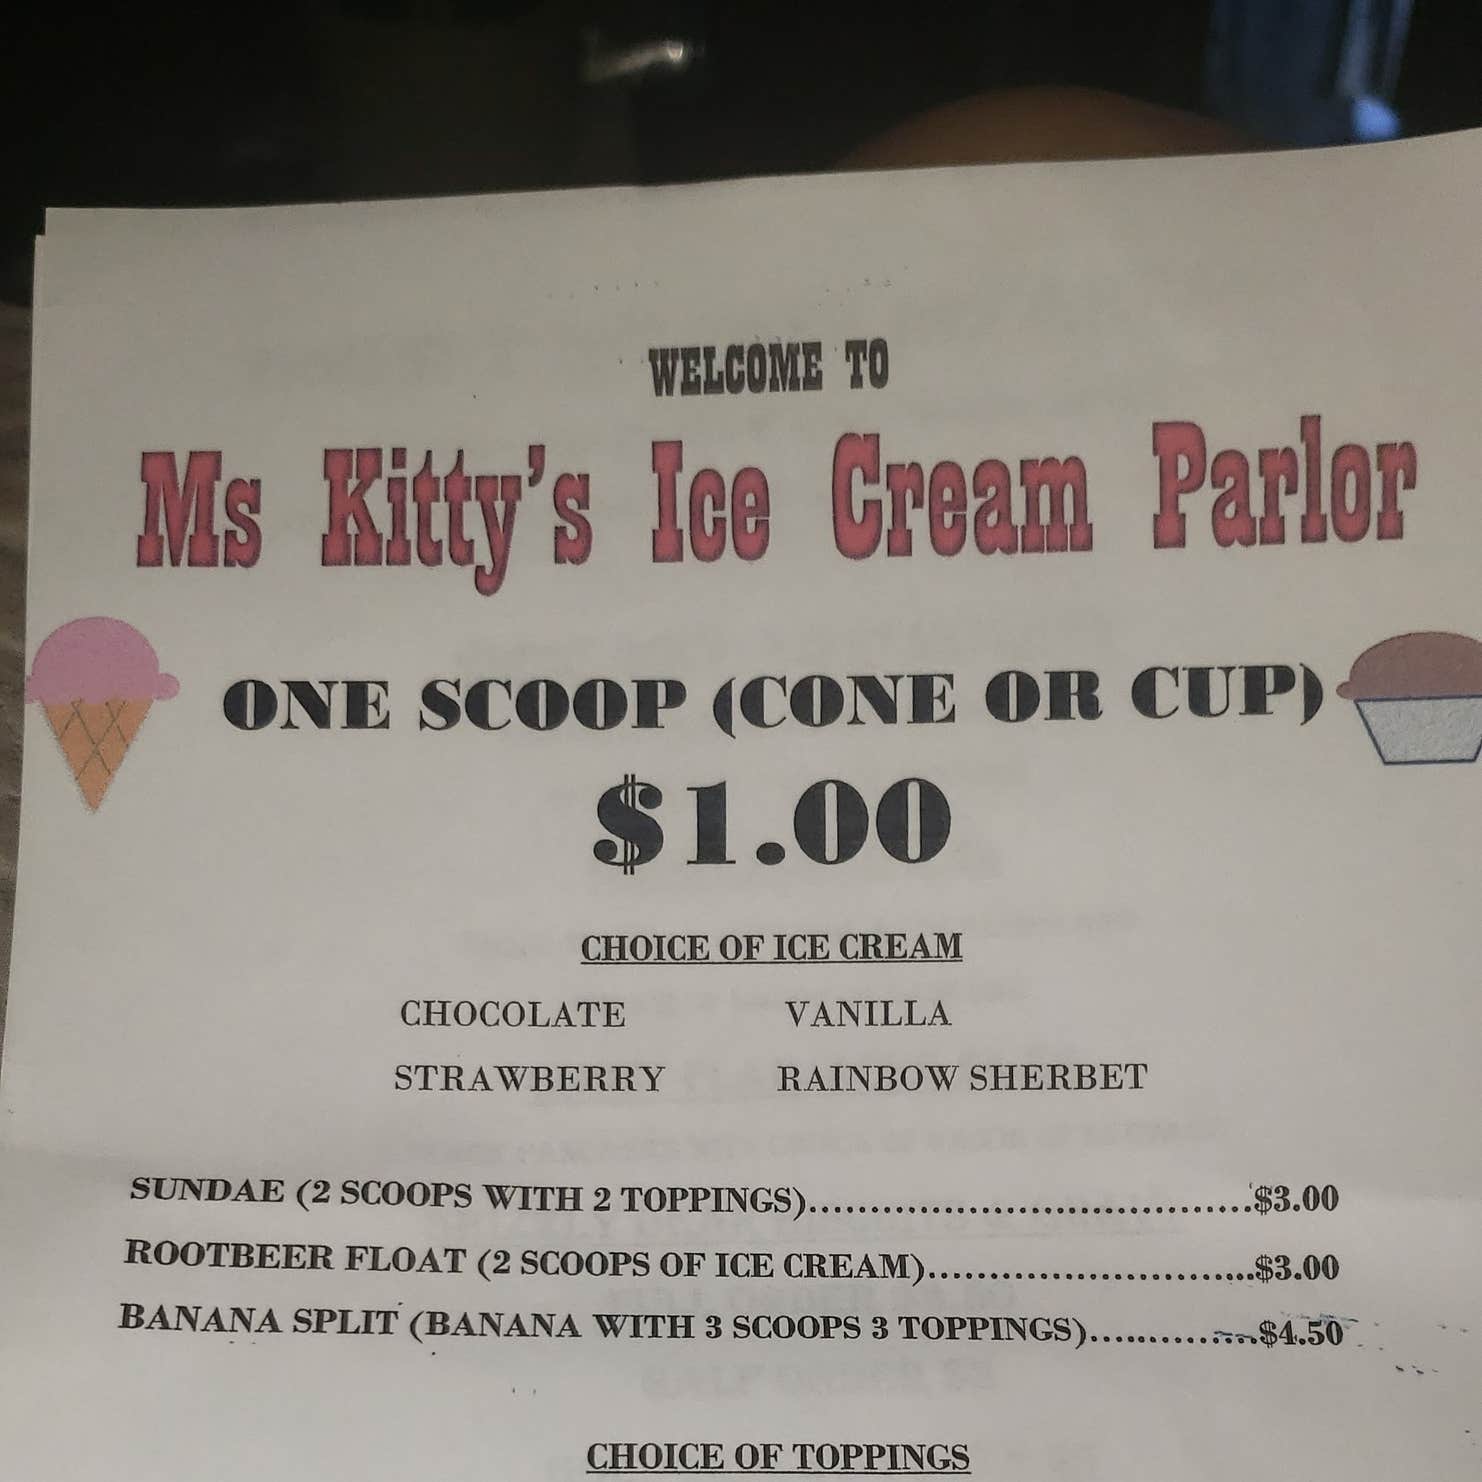 WELCOME TO
Ms Kitty's Ice Cream Parlor
ONE SCOOP (CONE OR CUP)
$1.00
CHOICE OF ICE CREAM
CHOCOLATE VANILLA
STRAWBERRY RAINBOW SHERBET
SUNDAE (2 SCOOPS WITH 2 TOPPINGS)....................................$3.00
ROOTBEER FLOAT (2 SCOOPS OF ICE CREAM)...........................$3.00
BANANA SPLIT (BANANA WITH 3 SCOOPS 3 TOPPINGS)..............$4.50
CHOICE OF TOPPINGS